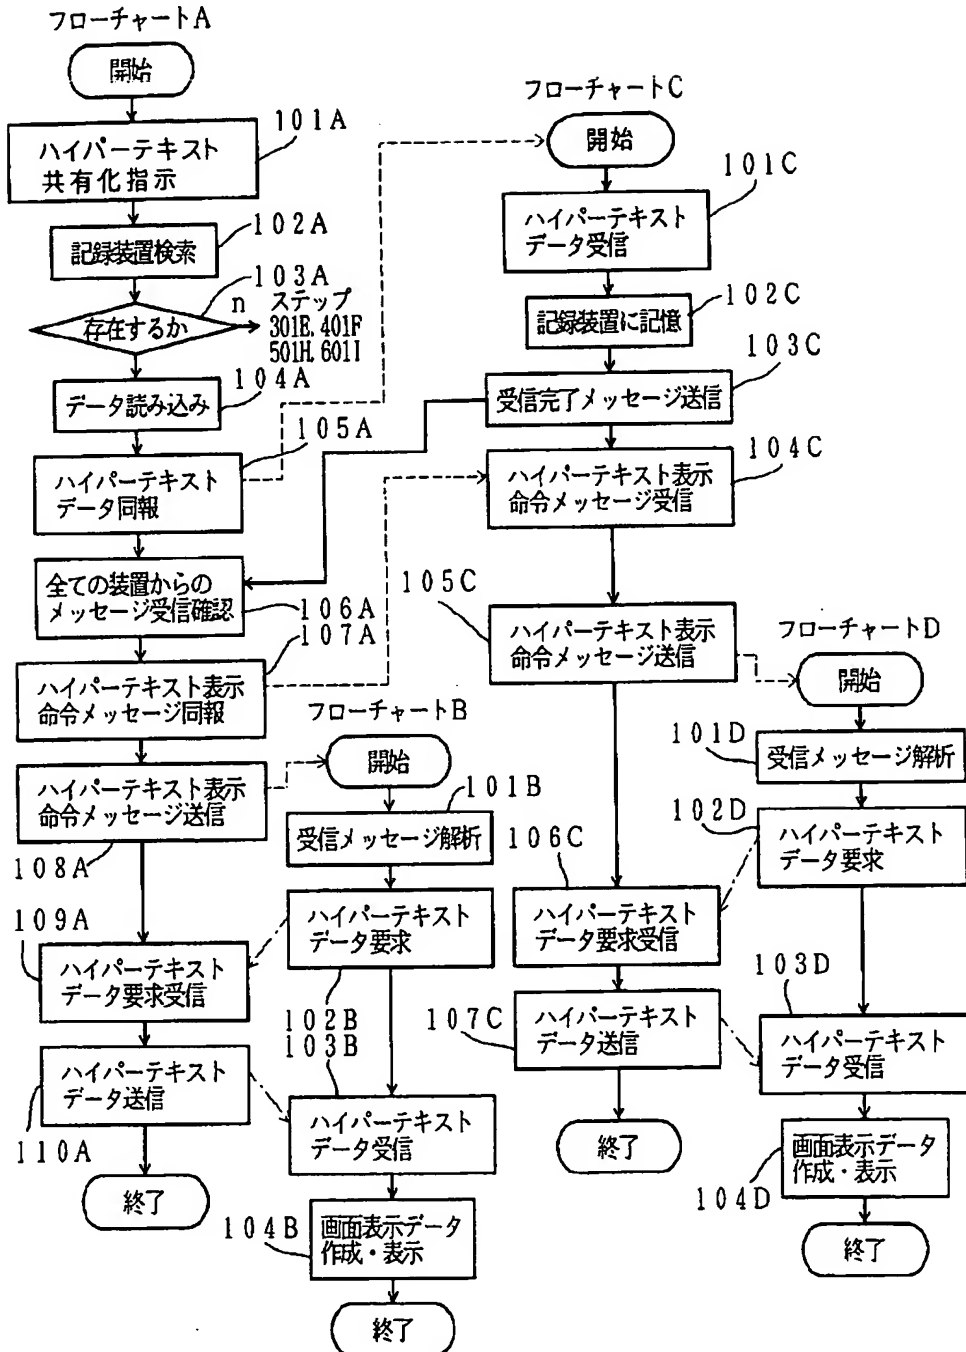 フローチャートA
開始
101A
ハイパーテキスト
共有化指示
102A
記録装置検索
103A
存在するか
n
ステップ
301E.401F
501H.601I
104A
データ読み込み
105A
ハイパーテキスト
データ同報
全ての装置からの
メッセージ受信確認
106A
107A
ハイパーテキスト表示
命令メッセージ同報
ハイパーテキスト表示
命令メッセージ送信
108A
109A
ハイパーテキスト
データ要求受信
ハイパーテキスト
データ送信
110A
終了
フローチャートB
開始
101B
受信メッセージ解析
ハイパーテキスト
データ要求
102B
103B
ハイパーテキスト
データ受信
104B
画面表示データ
作成・表示
終了
フローチャートC
開始
101C
ハイパーテキスト
データ受信
102C
記録装置に記憶
103C
受信完了メッセージ送信
104C
ハイパーテキスト表示
命令メッセージ受信
105C
ハイパーテキスト表示
命令メッセージ送信
106C
ハイパーテキスト
データ要求受信
107C
ハイパーテキスト
データ送信
終了
フローチャートD
開始
101D
受信メッセージ解析
102D
ハイパーテキスト
データ要求
103D
ハイパーテキスト
データ受信
画面表示データ
作成・表示
104D
終了